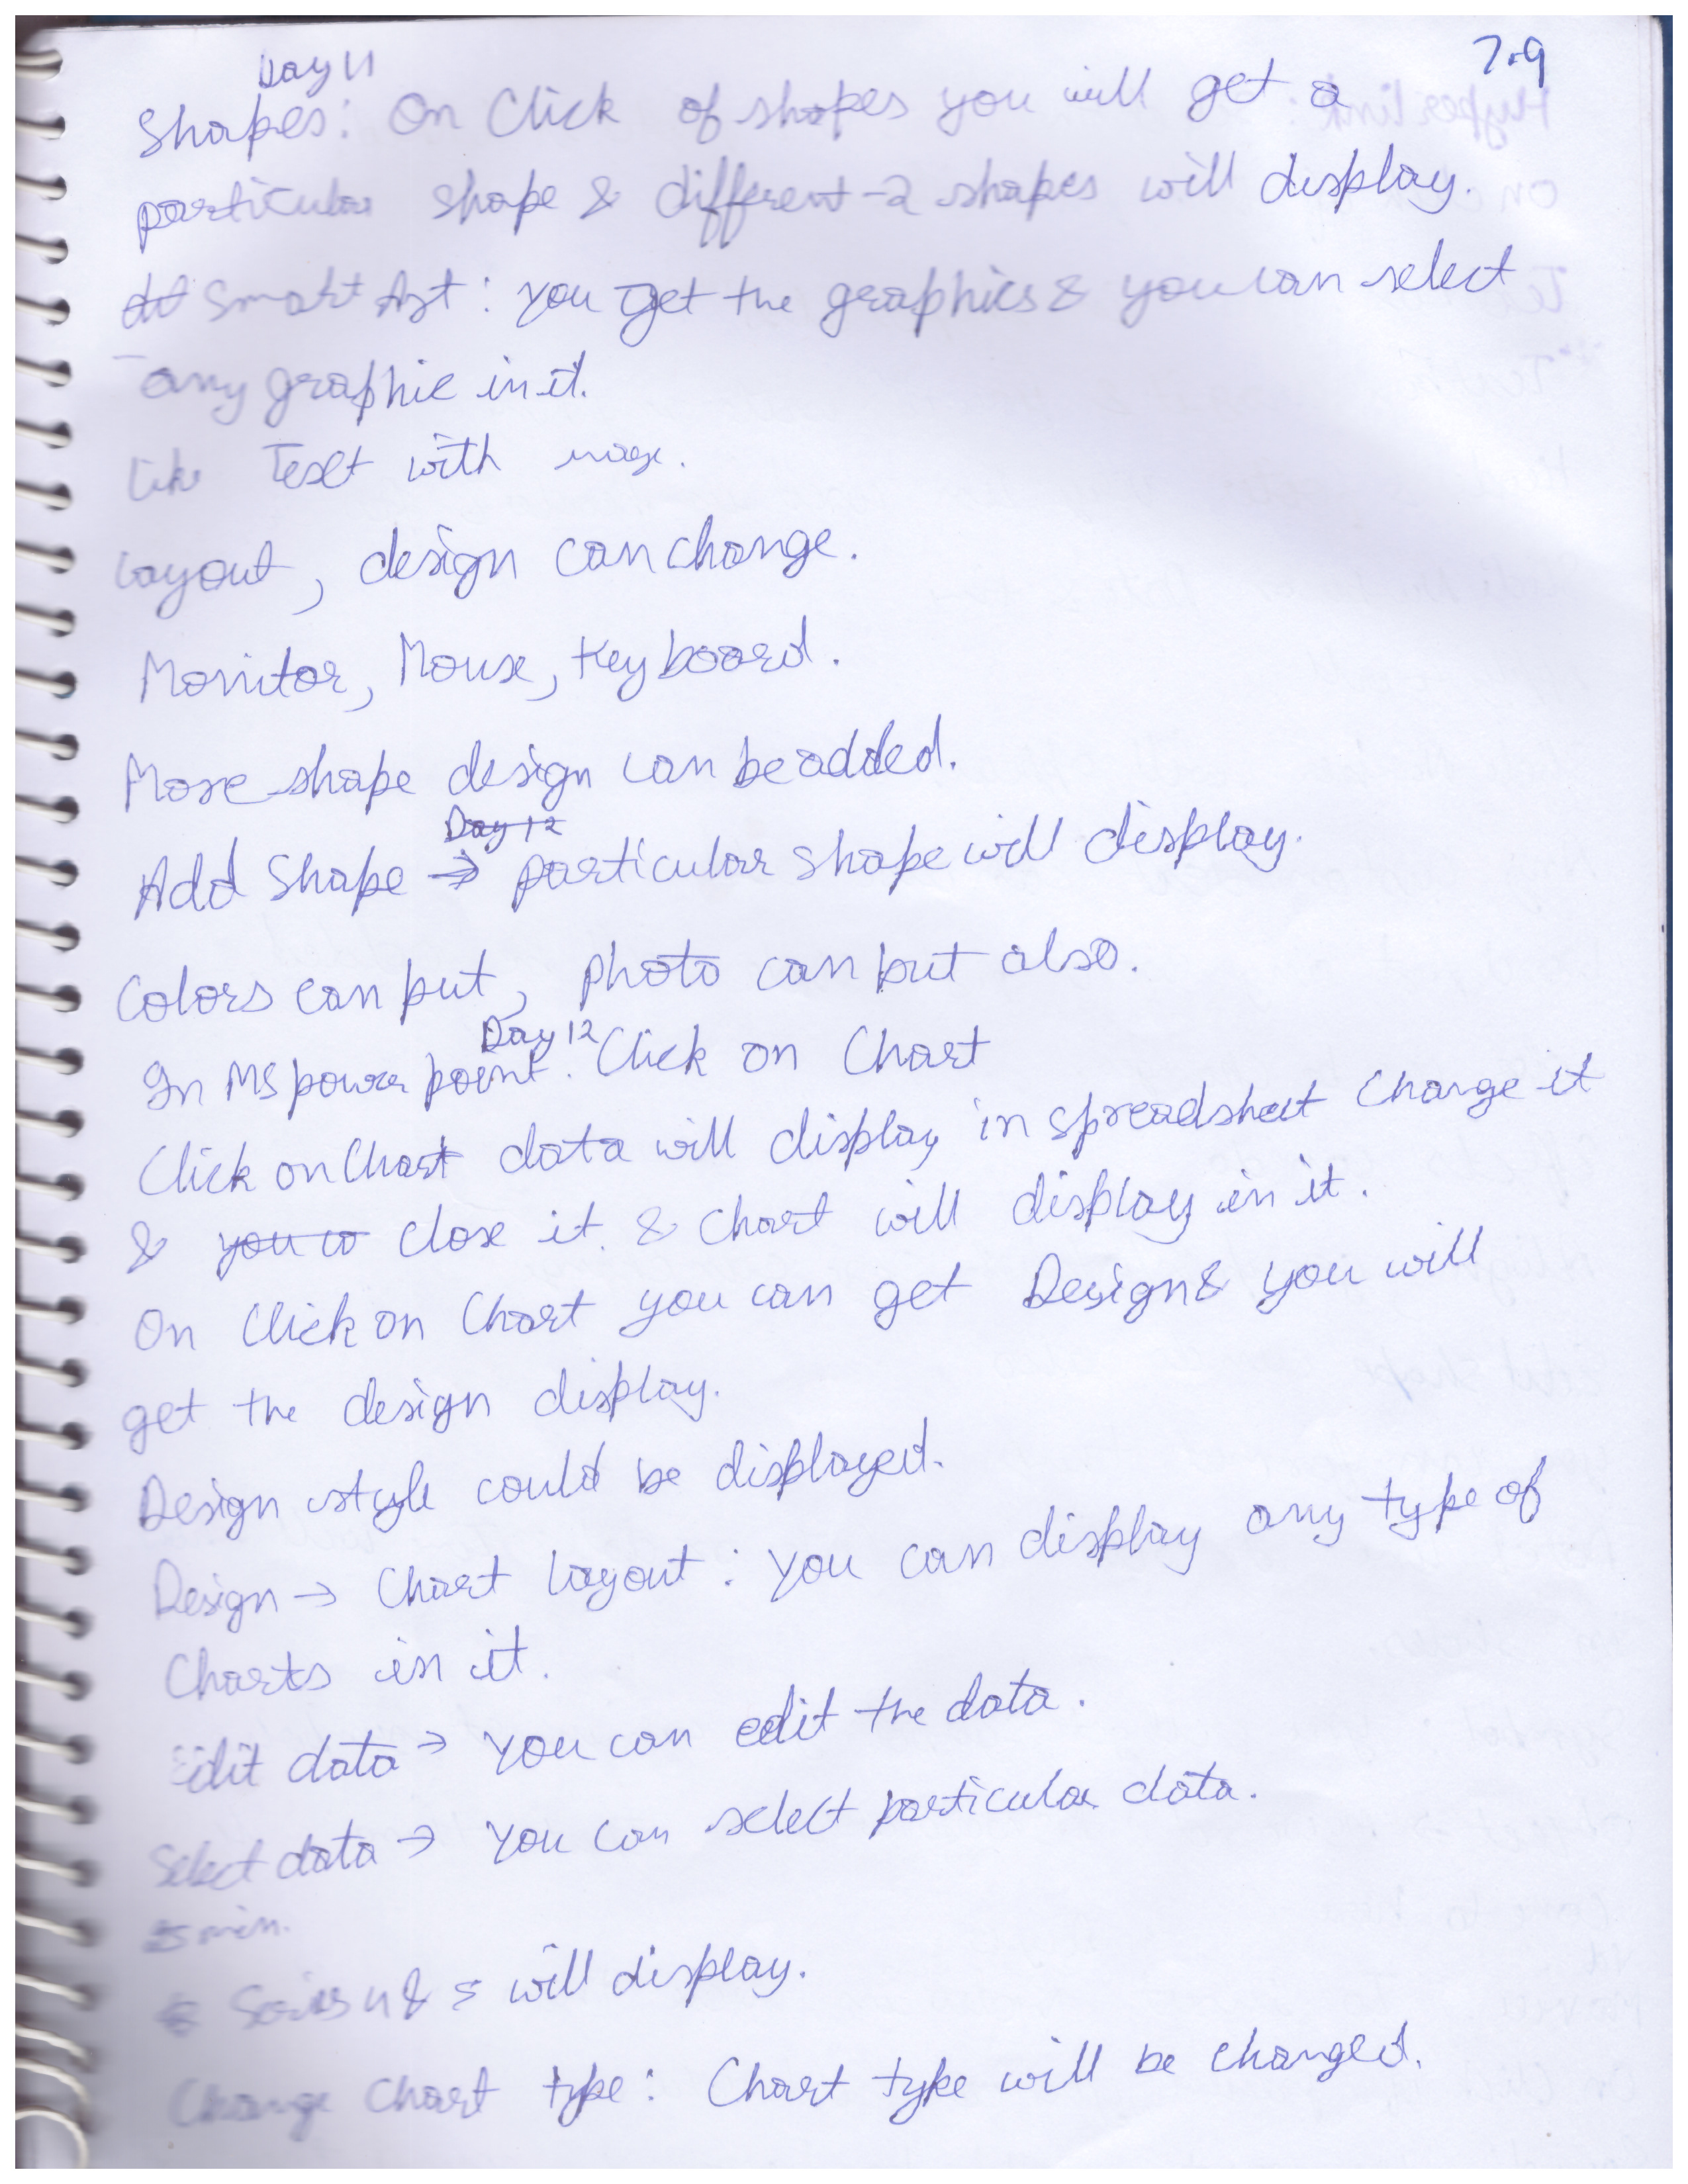 Day 11
7.9
Shapes: On Click of shapes you will get a
particular shape & different-2 shapes will display.
Smart Art: You get the graphics & you can select
any graphic in it.
like Text with
Layout, design can change.
Monitor, Mouse, Keyboard.
More shape design can be added.
Day 12
Add Shape → particular shape will display.
Colors can put, photo can put also.
Day 12
In MS power point. Click on Chart
Click on Chart data will display in spreadsheet change it
& you w close it. & chart will display in it.
On Click on Chart you can get Design & you will
get the design display.
Design style could be displayed.
Design → Chart Layout: You can display any type of
Charts in it.
Edit data → You can edit the data.
Select data → You can select particular data.
min.
Series 4 & 5 will display.
Change Chart type: Chart type will be changed.